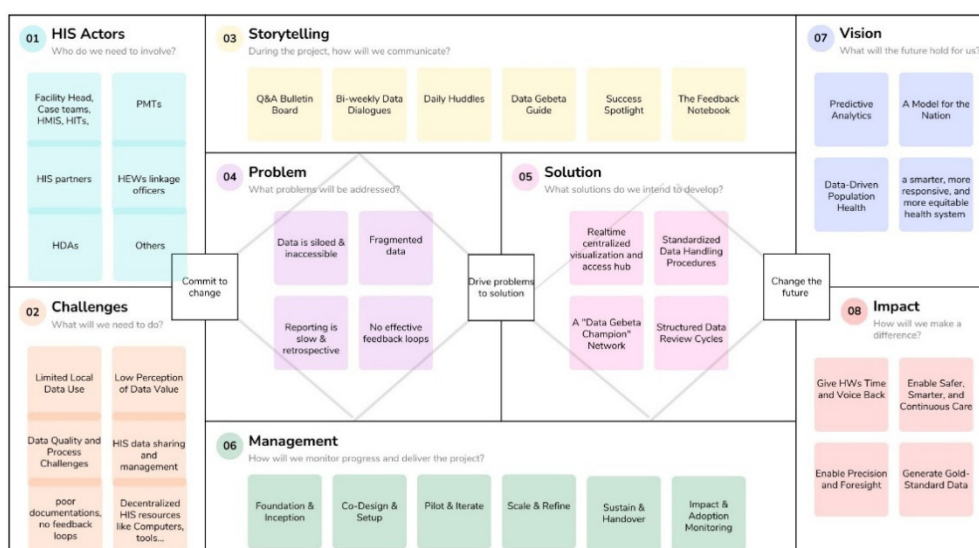 01 HIS Actors
Who do we need to involve?
Facility Head,
Case teams,
HMIS, HITs,
PMTs
HIS partners
HEWs linkage
officers
HDAs
Others
02 Challenges
What will we need to do?
Limited Local
Data Use
Low Perception
of Data Value
Data Quality and
Process
Challenges
HIS data sharing
and
management
poor
documentations,
no feedback
loops
Decentralized
HIS resources
like Computers,
tools...
03 Storytelling
During the project, how will we communicate?
Q&A Bulletin
Board
Bi-weekly Data
Dialogues
Daily Huddles
Data Gebeta
Guide
Success
Spotlight
The Feedback
Notebook
04 Problem
What problems will be addressed?
Data is siloed &
inaccessible
Fragmented
data
Reporting is
slow &
retrospective
No effective
feedback loops
Commit to
change
Drive problems
to solution
05 Solution
What solutions do we intend to develop?
Realtime
centralized
visualization and
access hub
Standardized
Data Handling
Procedures
A "Data Gebeta
Champion"
Network
Structured Data
Review Cycles
Change the
future
06 Management
How will we monitor progress and deliver the project?
Foundation &
Inception
Co-Design &
Setup
Pilot & Iterate
Scale & Refine
Sustain &
Handover
Impact &
Adoption
Monitoring
07 Vision
What will the future hold for us?
Predictive
Analytics
A Model for the
Nation
Data-Driven
Population
Health
a smarter, more
responsive, and
more equitable
health system
08 Impact
How will we make a
difference?
Give HWs Time
and Voice Back
Enable Safer,
Smarter, and
Continuous Care
Enable Precision
and Foresight
Generate Gold-
Standard Data